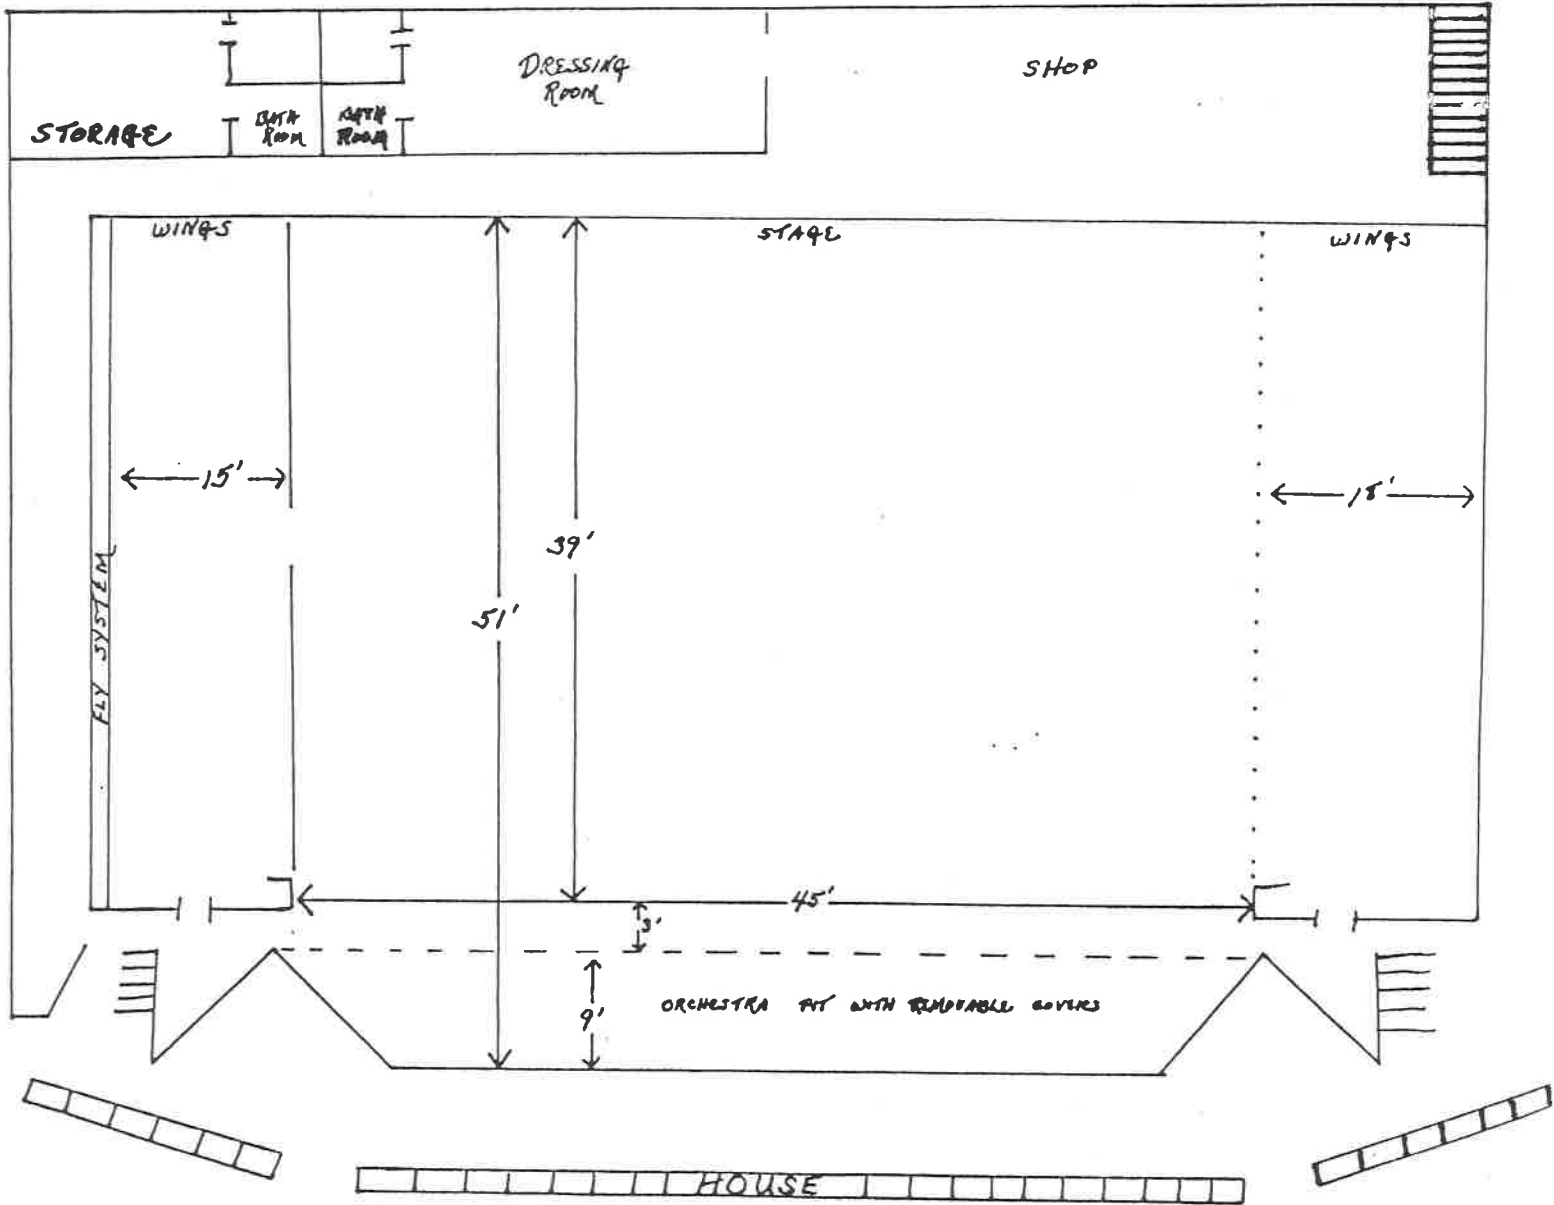 DRESSING
ROOM
SHOP
STORAGE
BATH
ROOM
BATH
ROOM
WINGS
STAGE
WINGS
15'
18'
39'
51'
FLY SYSTEM
45'
3'
9'
ORCHESTRA PIT WITH REMOVABLE COVERS
HOUSE